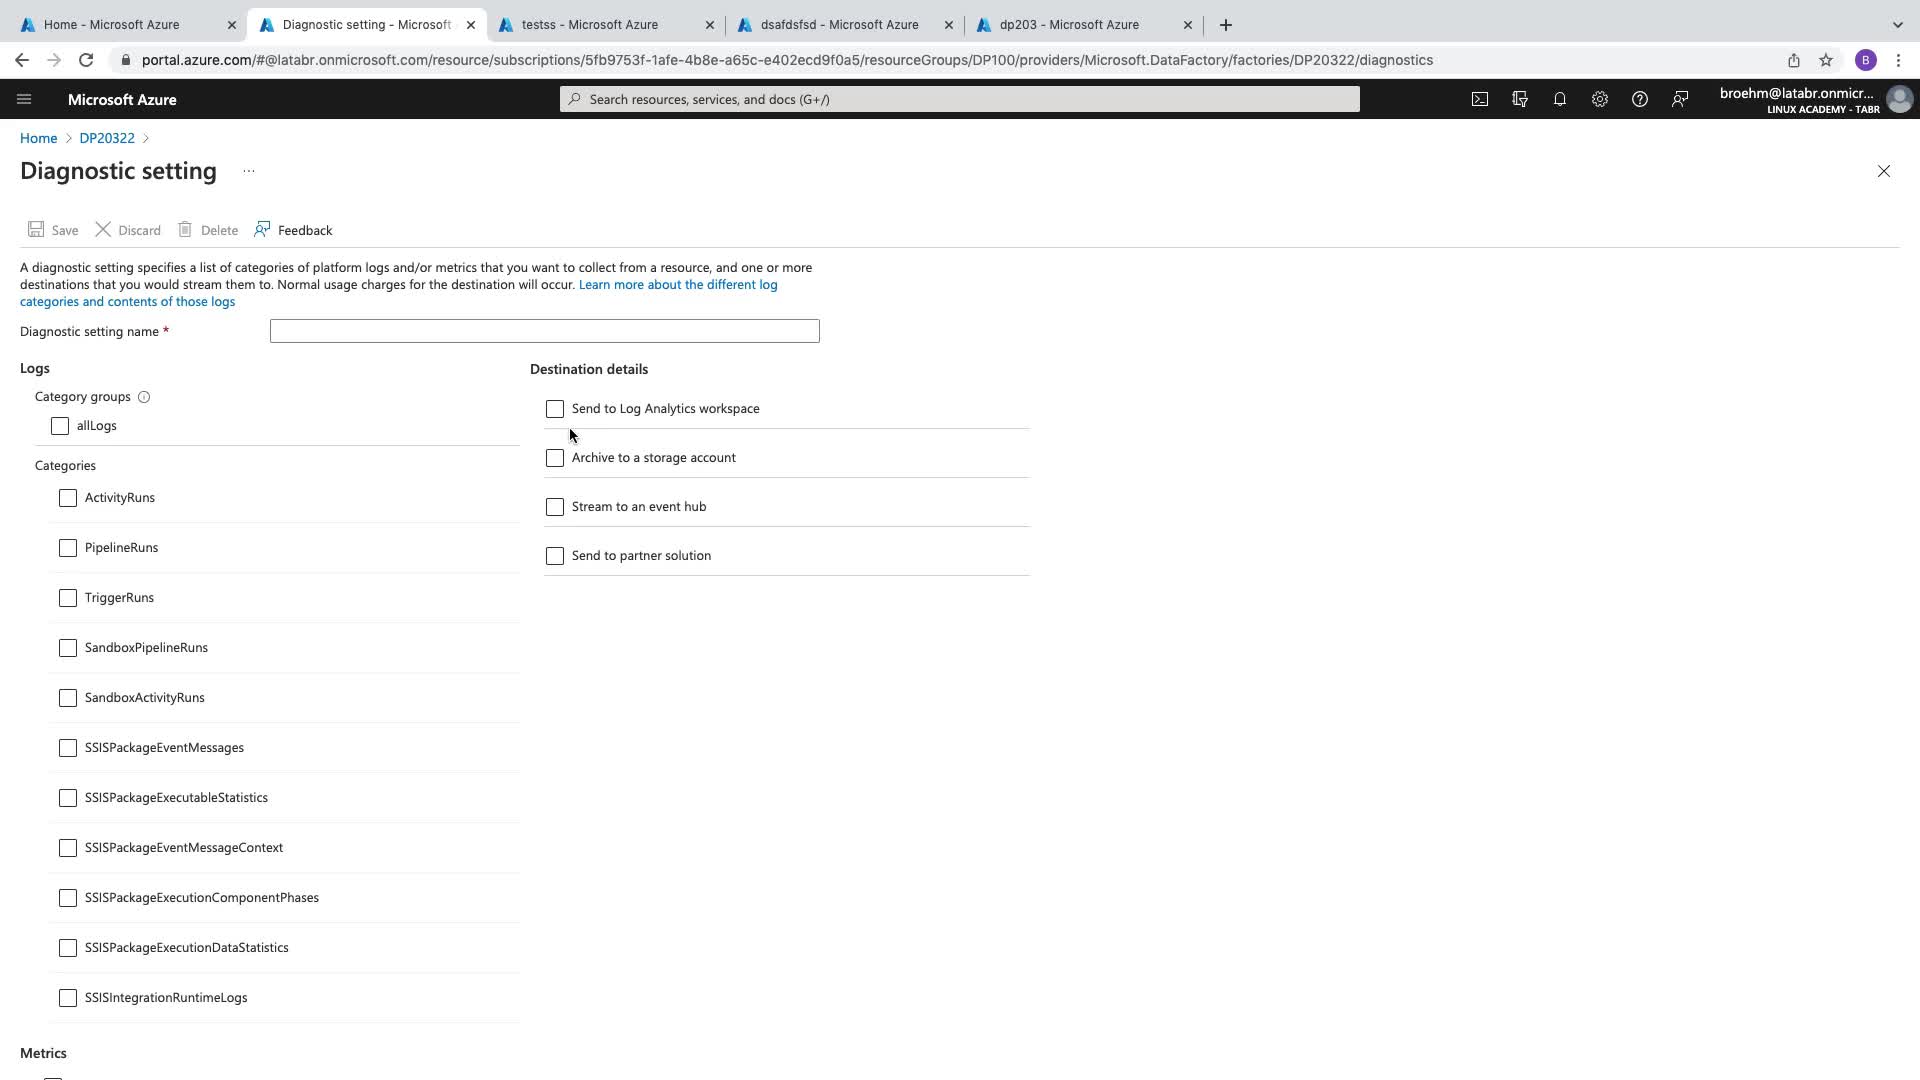 Home - Microsoft Azure
Diagnostic setting - Microsoft
testss - Microsoft Azure
dsafdsfsd - Microsoft Azure
dp203 - Microsoft Azure
portal.azure.com/#@latabr.onmicrosoft.com/resource/subscriptions/5fb9753f-1afe-4b8e-a65c-e402ecd9f0a5/resourceGroups/DP100/providers/Microsoft.DataFactory/factories/DP20322/diagnostics
B
Microsoft Azure
Search resources, services, and docs (G+/)
broehm@latabr.onmicr...
LINUX ACADEMY - TABR
Home > DP20322 >
Diagnostic setting ...
Save Discard Delete Feedback
A diagnostic setting specifies a list of categories of platform logs and/or metrics that you want to collect from a resource, and one or more
destinations that you would stream them to. Normal usage charges for the destination will occur. Learn more about the different log
categories and contents of those logs
Diagnostic setting name *
Logs
Category groups
allLogs
Categories
ActivityRuns
PipelineRuns
TriggerRuns
SandboxPipelineRuns
SandboxActivityRuns
SSISPackageEventMessages
SSISPackageExecutableStatistics
SSISPackageEventMessageContext
SSISPackageExecutionComponentPhases
SSISPackageExecutionDataStatistics
SSISIntegrationRuntimeLogs
Metrics
Destination details
Send to Log Analytics workspace
Archive to a storage account
Stream to an event hub
Send to partner solution